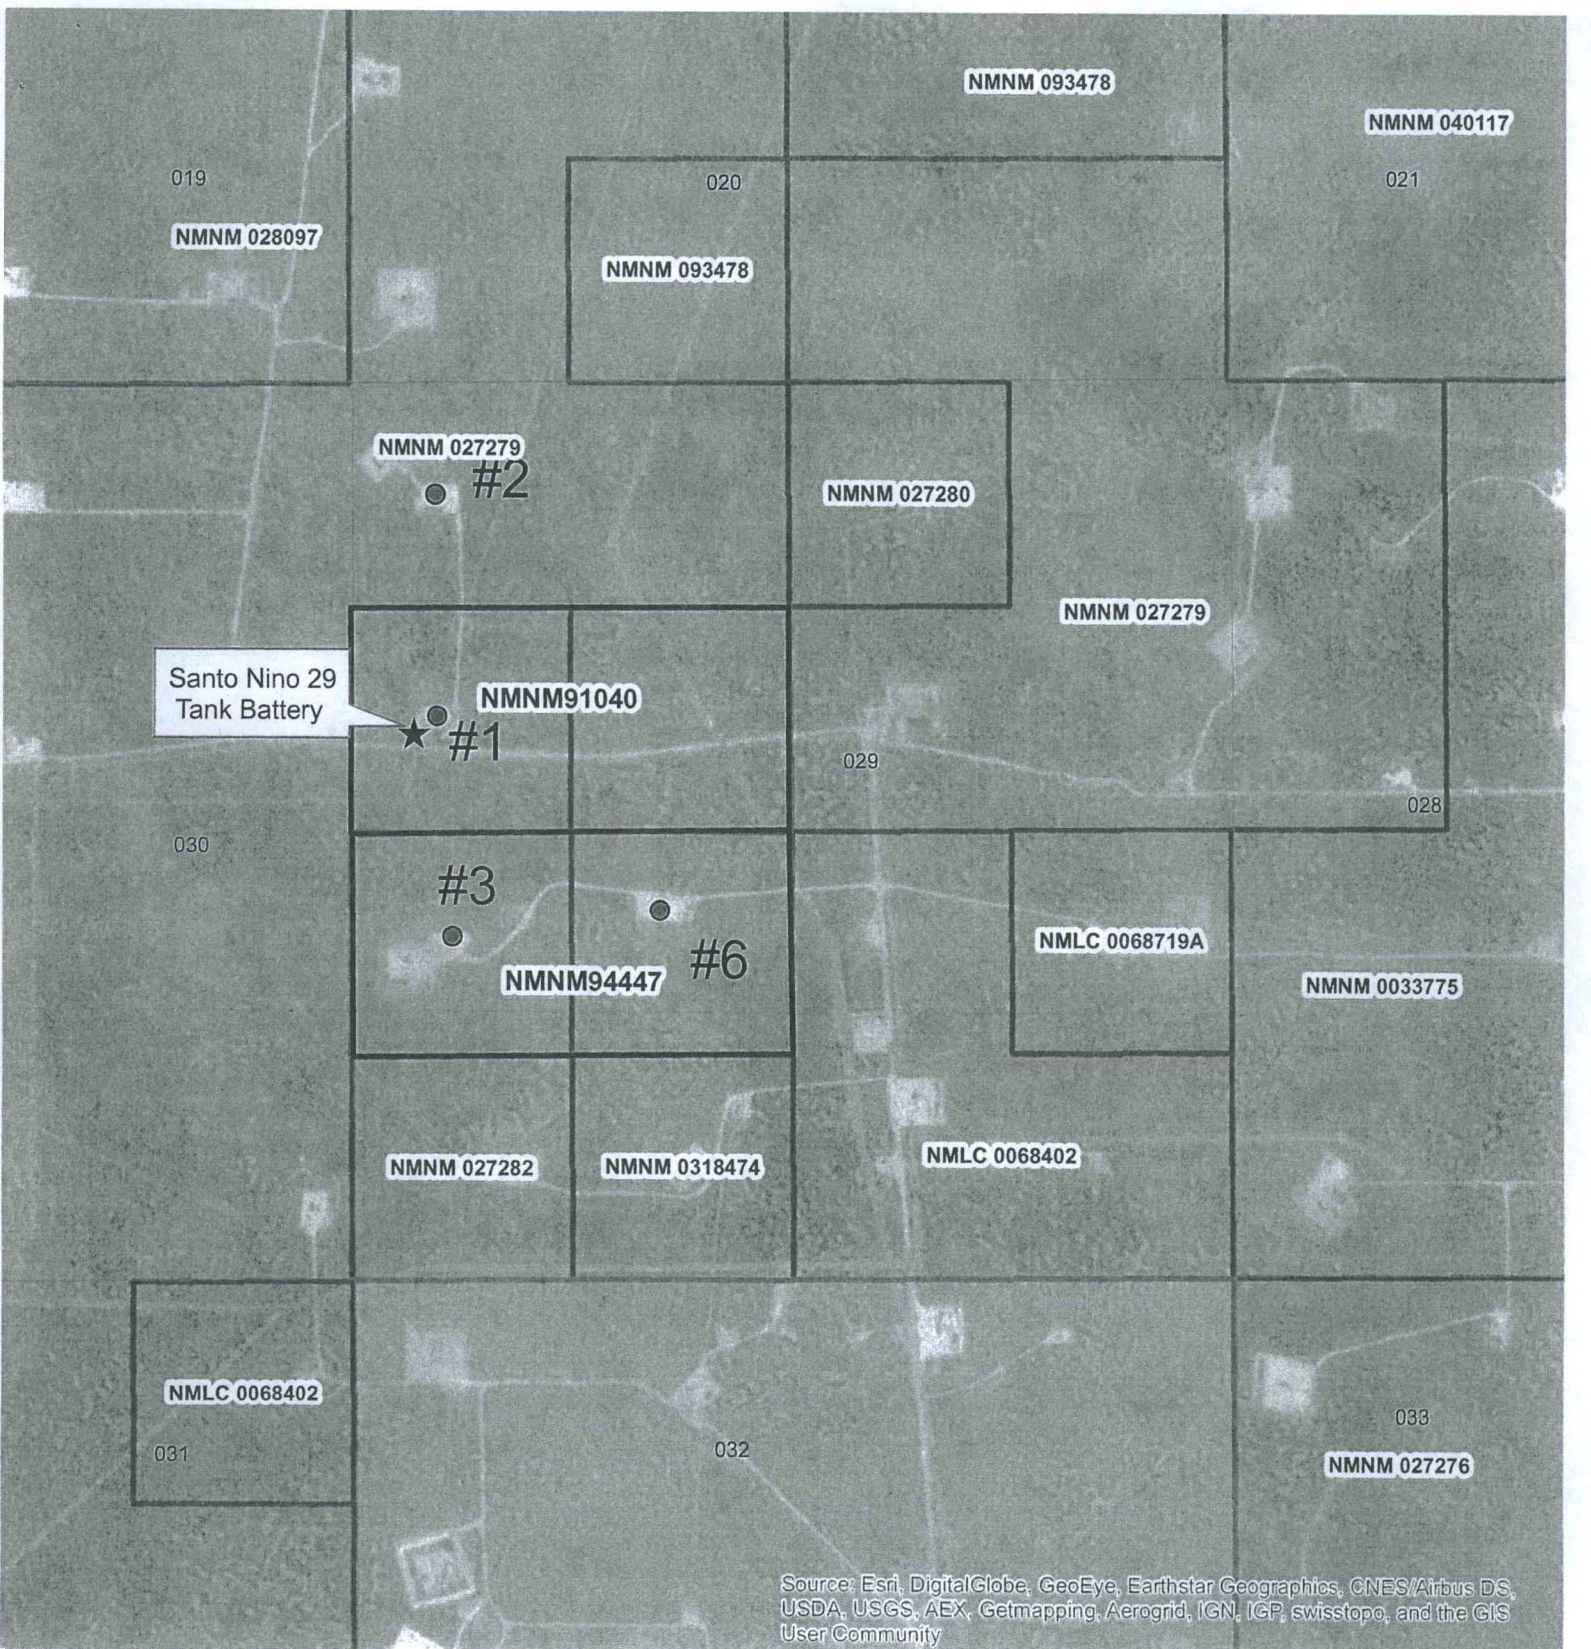 NMNM 093478
NMNM 040117
019
020
021
NMNM 028097
NMNM 093478
NMNM 027279
#2
NMNM 027280
NMNM 027279
Santo Nino 29
Tank Battery
NMNM91040
#1
029
028
030
#3
#6
NMLC 0068719A
NMNM94447
NMNM 0033775
NMNM 027282
NMNM 0318474
NMLC 0068402
NMLC 0068402
031
032
033
NMNM 027276
Source: Esri, DigitalGlobe, GeoEye, Earthstar Geographics, CNES/Airbus DS,
USDA, USGS, AEX, Getmapping, Aerogrid, IGN, IGP, swisstopo, and the GIS
User Community